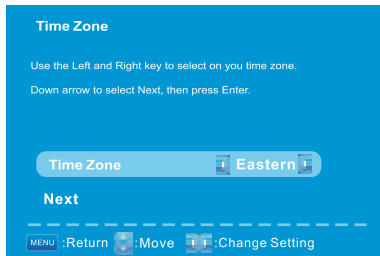 Time Zone
Use the Left and Right key to select on you time zone.
Down arrow to select Next, then press Enter.
Time Zone Eastern
Next
MENU :Return :Move :Change Setting